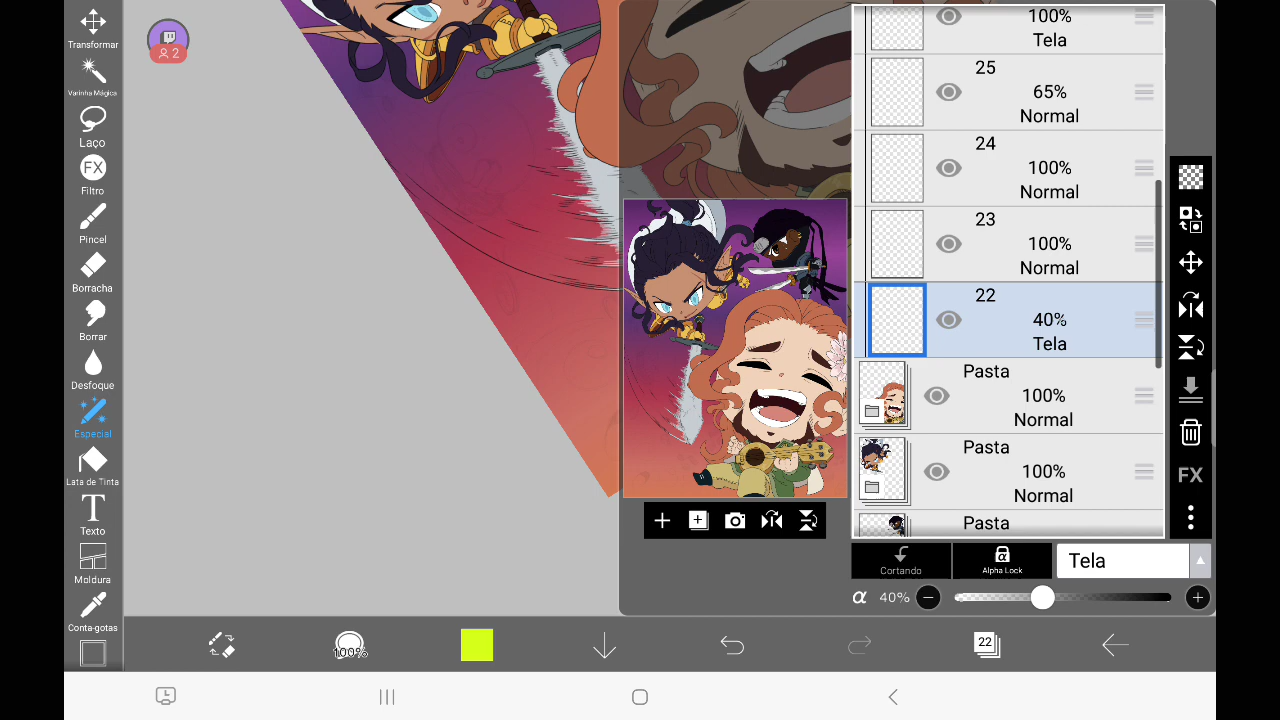 Transformar
Varinha Mágica
Laço
FX
Filtro
Pincel
Borracha
Borrar
Desfoque
Especial
Lata de Tinta
T
Texto
Moldura
Conta-gotas
2
100%
Tela
25
65%
Normal
24
100%
Normal
23
100%
Normal
22
40%
Tela
Pasta
100%
Normal
Pasta
100%
Normal
Pasta
FX
Cortando
α
Alpha Lock
Tela
α 40%
100%
22